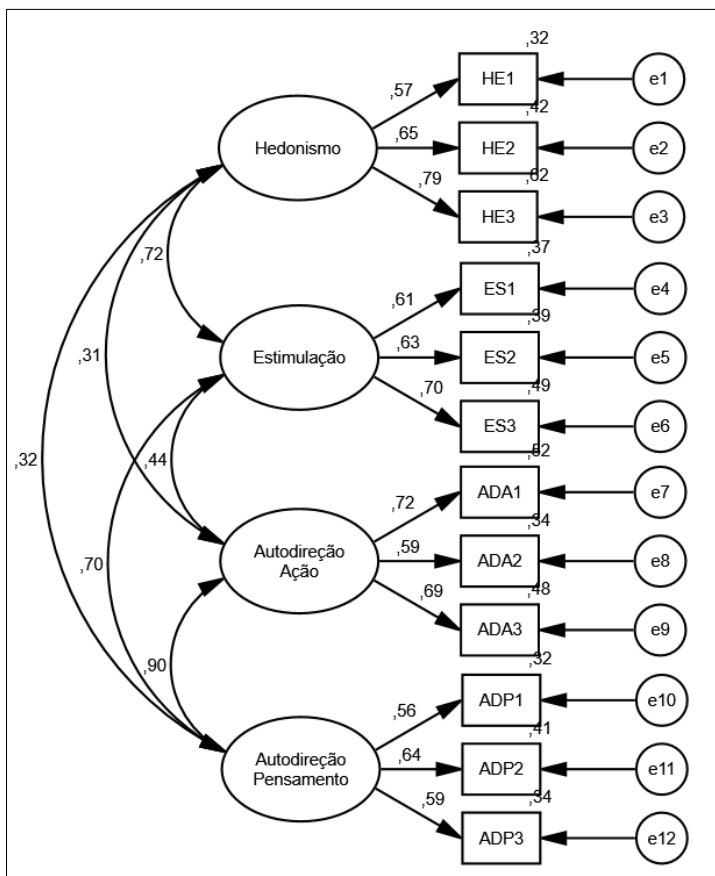 ,32
,57
HE1
e1
,42
,65
Hedonismo
HE2
e2
,62
,79
HE3
e3
,72
,37
,61
ES1
e4
,39
,31
,63
Estimulação
ES2
e5
,49
,70
ES3
e6
,32
,44
,52
,72
ADA1
e7
,34
,70
,59
Autodireção
Ação
ADA2
e8
,48
,69
ADA3
e9
,90
,32
,56
ADP1
e10
,41
,64
Autodireção
Pensamento
ADP2
e11
,34
,59
ADP3
e12